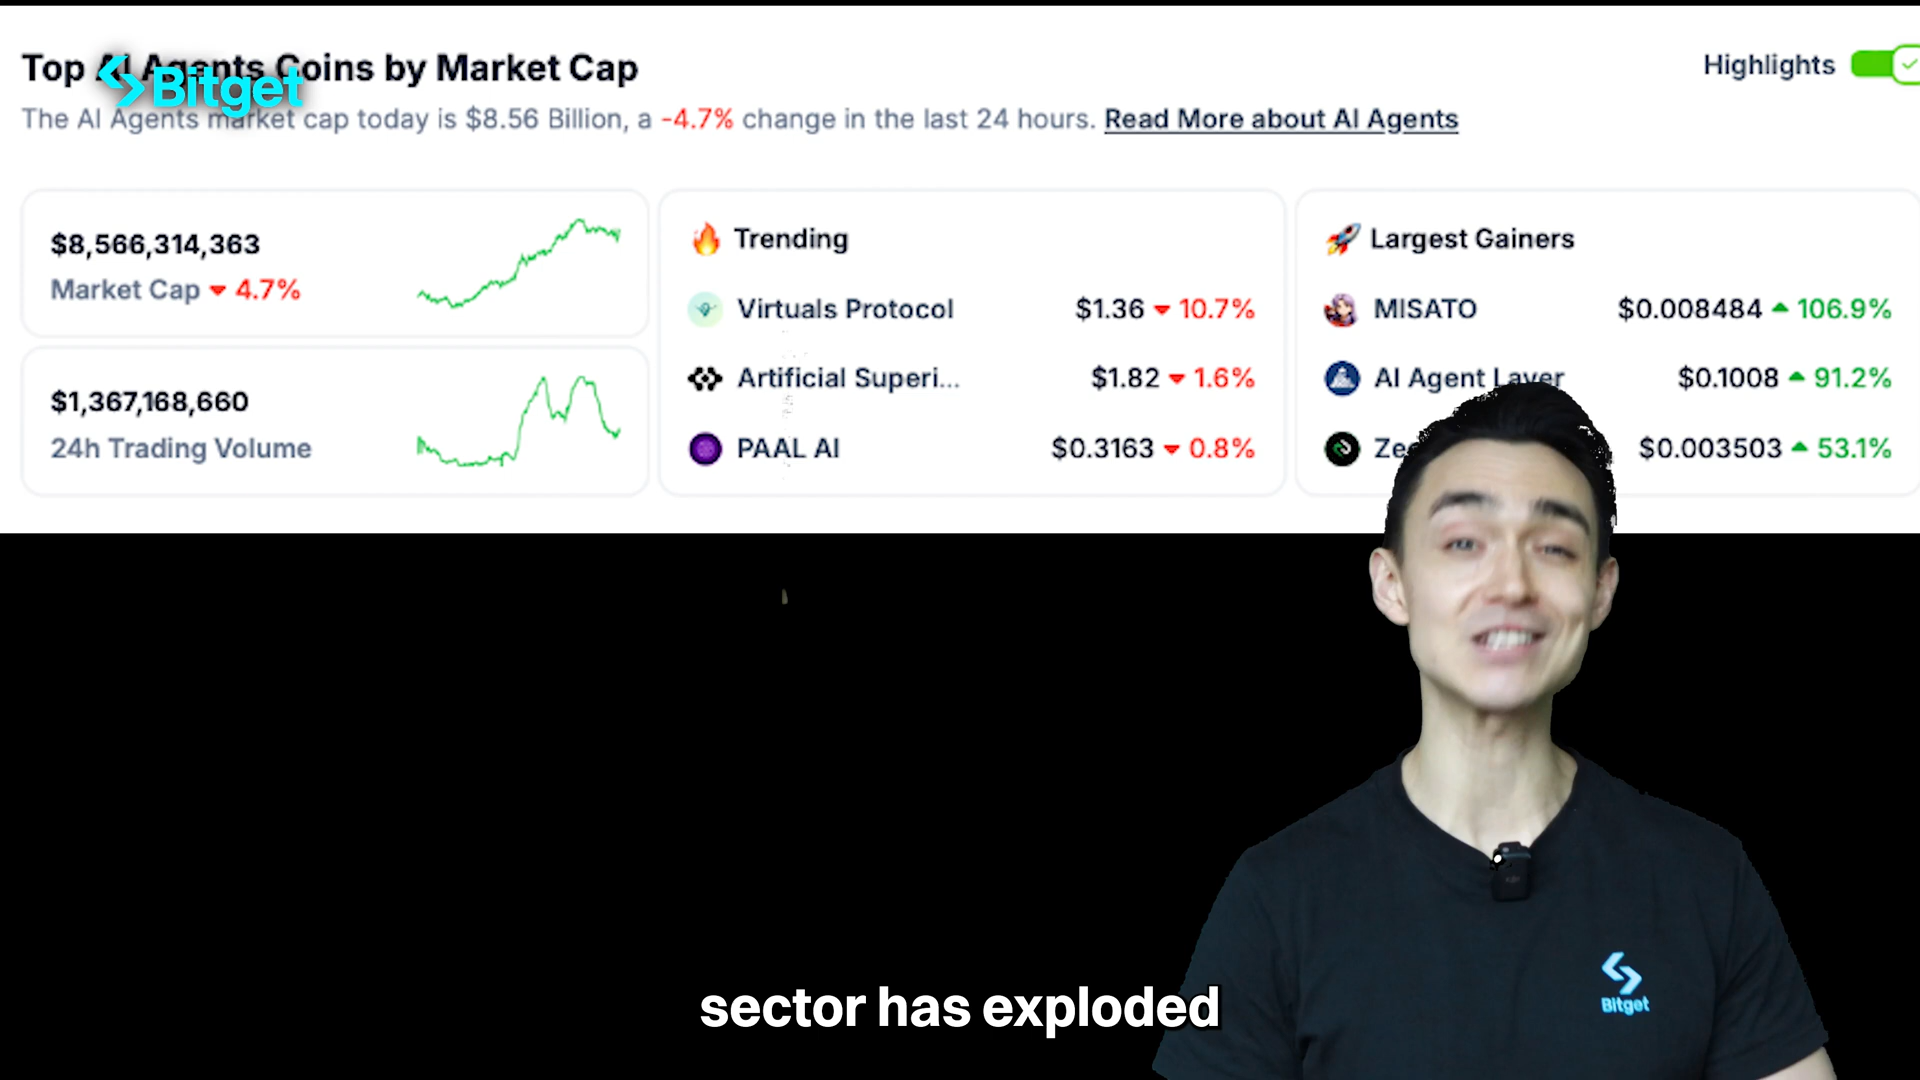 Top AI Agents Coins by Market Cap
Bitget
Highlights
The AI Agents market cap today is $8.56 Billion, a -4.7% change in the last 24 hours. Read More about AI Agents
$8,566,314,363
Market Cap 4.7%
$1,367,168,660
24h Trading Volume
Trending
Virtuals Protocol $1.36 10.7%
Artificial Superi... $1.82 1.6%
PAAL AI $0.3163 0.8%
Largest Gainers
MISATO $0.008484 106.9%
AI Agent Layer $0.1008 91.2%
$0.003503 53.1%
Bitget
sector has exploded